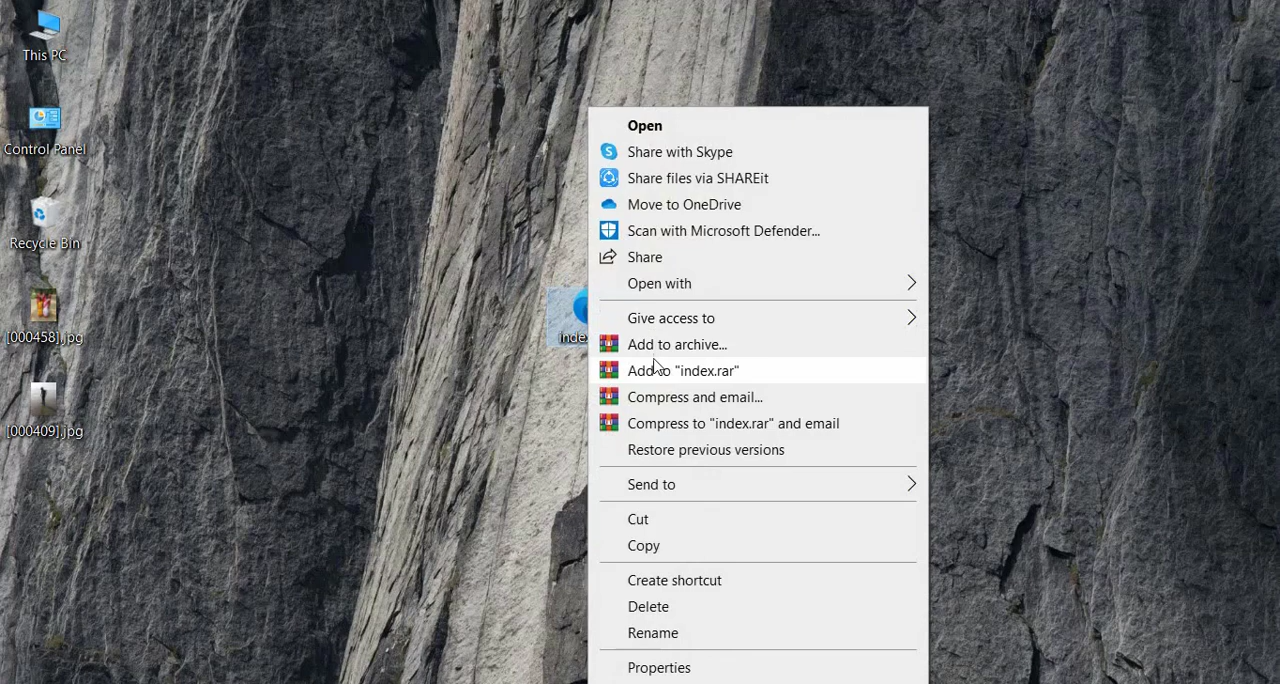 This PC
Control Panel
Recycle Bin
[000458].jpg
[000409].jpg
Open
Share with Skype
Share files via SHAREit
Move to OneDrive
Scan with Microsoft Defender...
Share
Open with
Give access to
Add to archive...
Add to "index.rar"
Compress and email...
Compress to "index.rar" and email
Restore previous versions
Send to
Cut
Copy
Create shortcut
Delete
Rename
Properties